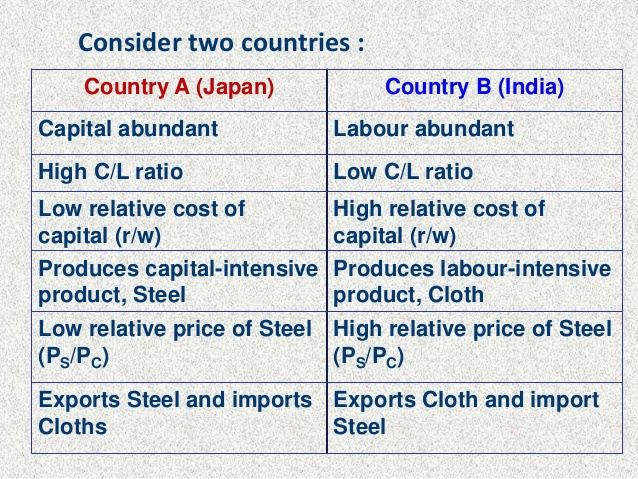 Consider two countries :
Country A (Japan)
Country B (India)
Capital abundant
Labour abundant
High C/L ratio
Low C/L ratio
Low relative cost of
capital (r/w)
High relative cost of
capital (r/w)
Produces capital-intensive
product, Steel
Produces labour-intensive
product, Cloth
Low relative price of Steel
(PS/PC)
High relative price of Steel
(PS/PC)
Exports Steel and imports
Cloths
Exports Cloth and import
Steel